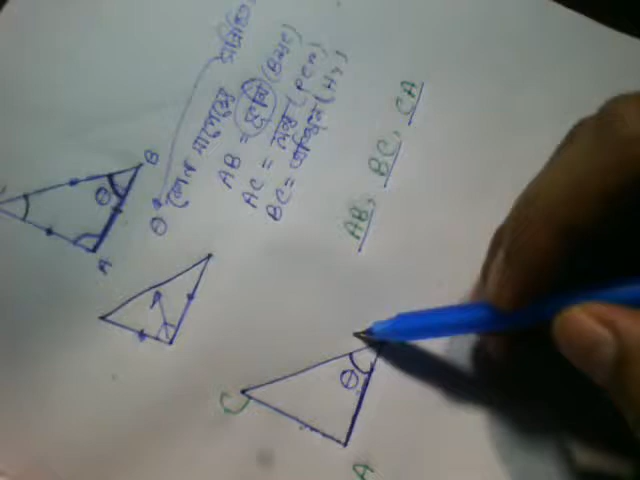 B
θ
A
θ
AB = ভূমি (Base)
AC = লম্ব (Pen)
BC = অতিভুজ (Hy)
AB, BC, CA
C
θ
A